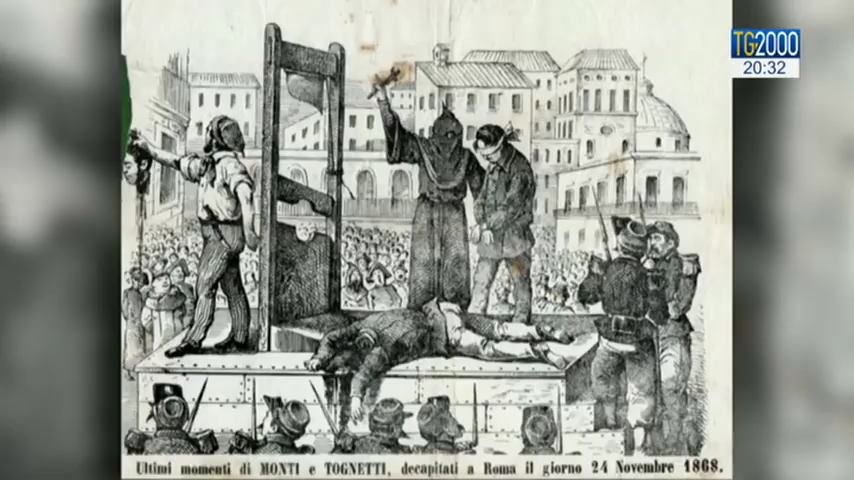 TG2000
20:32
Ultimi momenti di MONTI e TOGNETTI, decapitati a Roma il giorno 24 Novembre 1868.